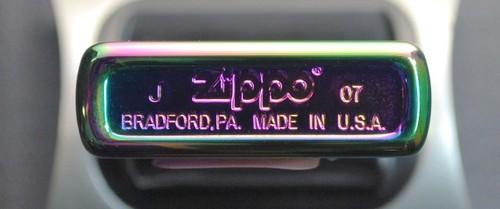 J Zippo® 07
BRADFORD,PA. MADE IN U.S.A.